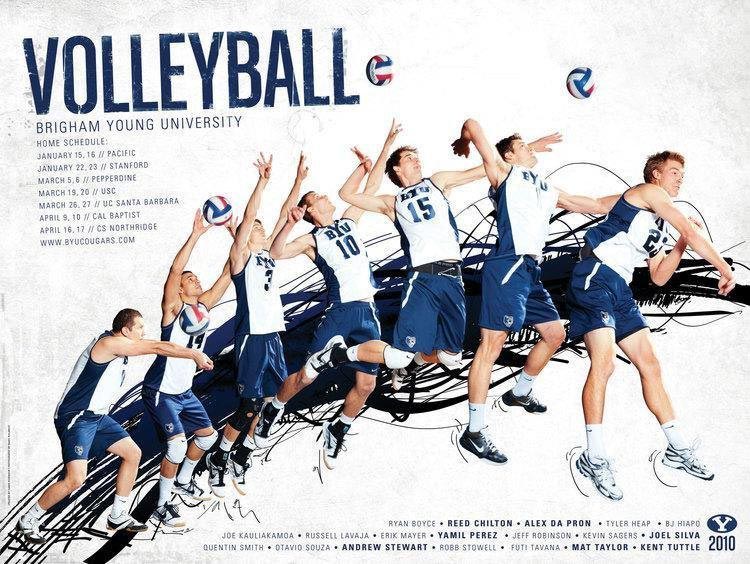 VOLLEYBALL
BRIGHAM YOUNG UNIVERSITY
HOME SCHEDULE:
JANUARY 15, 16 // PACIFIC
JANUARY 22, 23 // STANFORD
MARCH 5, 6 // PEPPERDINE
MARCH 19, 20 // USC
MARCH 26, 27 // UC SANTA BARBARA
APRIL 9, 10 // CAL BAPTIST
APRIL 16, 17 // CS NORTHRIDGE
WWW.BYUCOUGARS.COM
BYU
3
BYU
10
BYU
15
BYU
RYAN BOYCE • REED CHILTON • ALEX DA PRON • TYLER HEAP • BJ HIAPO
JOE KAULIAKAMOA • RUSSELL LAVAJA • ERIK MAYER • YAMIL PEREZ • JEFF ROBINSON • KEVIN SAGERS • JOEL SILVA
QUENTIN SMITH • OTAVIO SOUZA • ANDREW STEWART • ROBB STOWELL • FUTI TAVANA • MAT TAYLOR • KENT TUTTLE
Y
2010